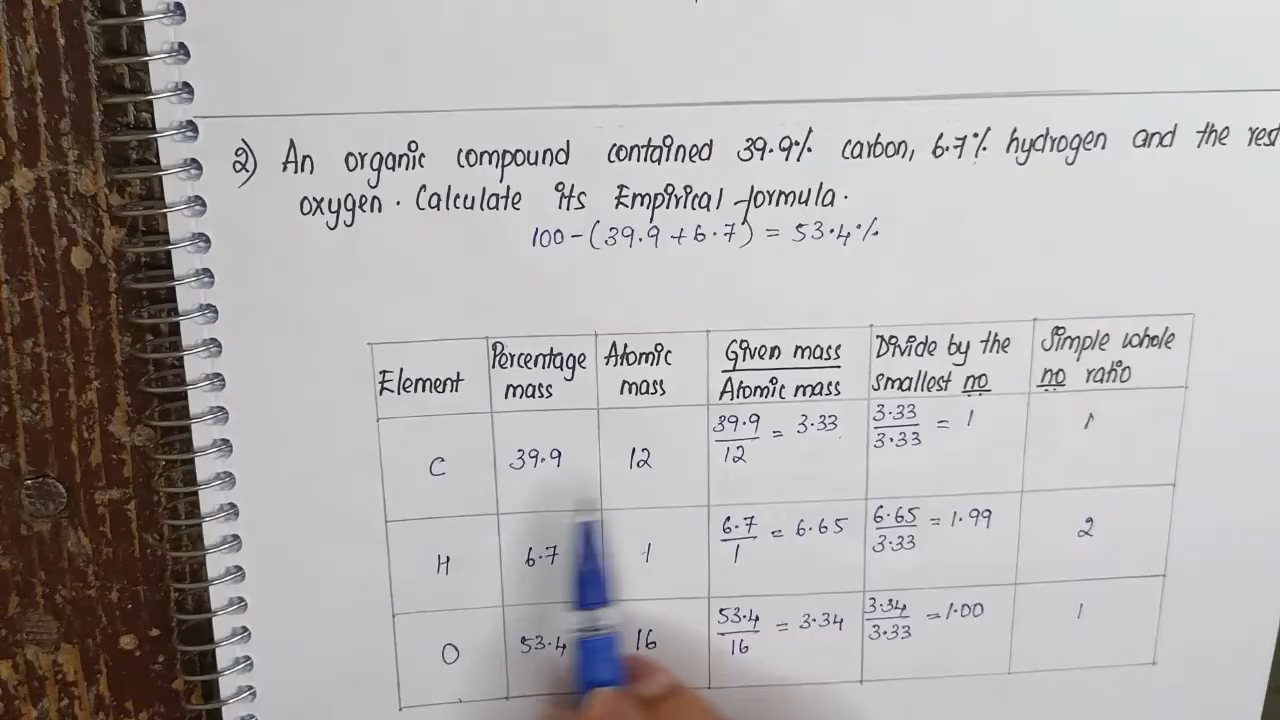 2) An organic compound contained 39.9% carbon, 6.7% hydrogen and the rest
oxygen. Calculate its Empirical formula.
100-(39.9+6.7) = 53.4%
Element Percentage mass Atomic mass Given mass/Atomic mass Divide by the smallest no Simple whole no ratio
C 39.9 12 39.9/12 = 3.33 3.33/3.33 = 1 1
H 6.7 1 6.7/1 = 6.65 6.65/3.33 = 1.99 2
O 53.4 16 53.4/16 = 3.34 3.34/3.33 = 1.00 1